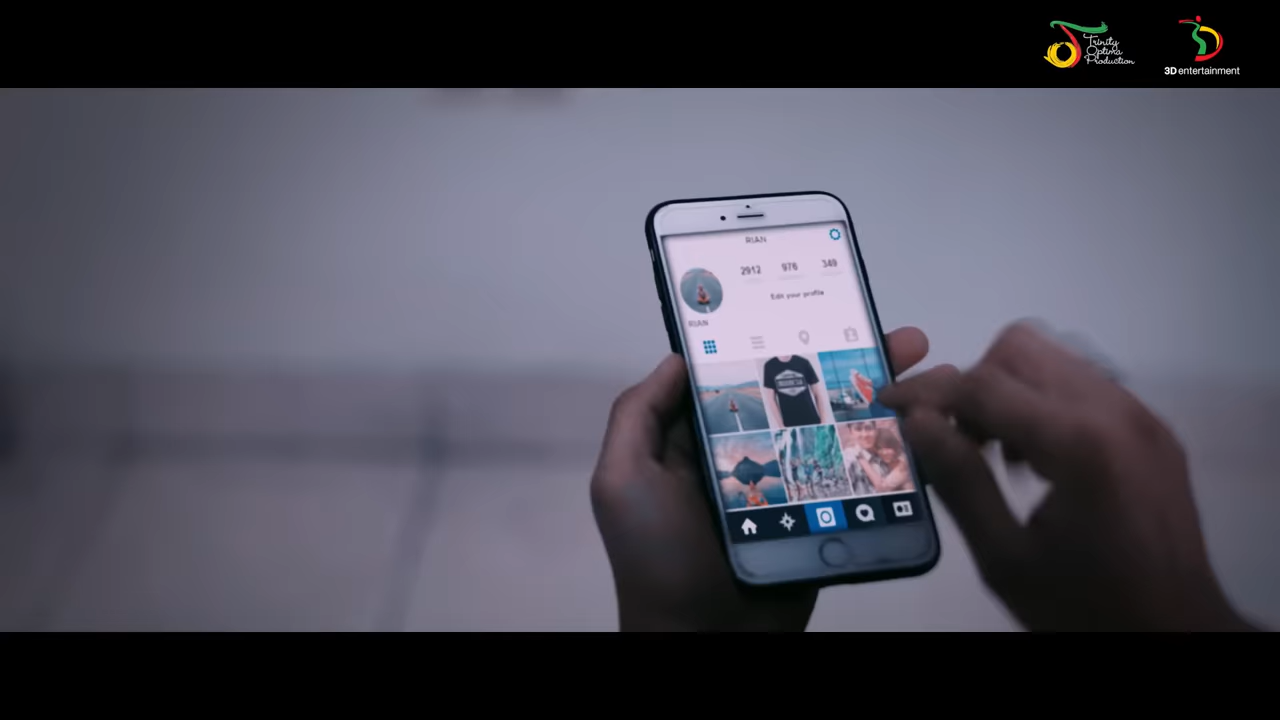 Trinity
Optima
Production
3D entertainment
RIAN
2912 976 349
Edit your profile
RIAN